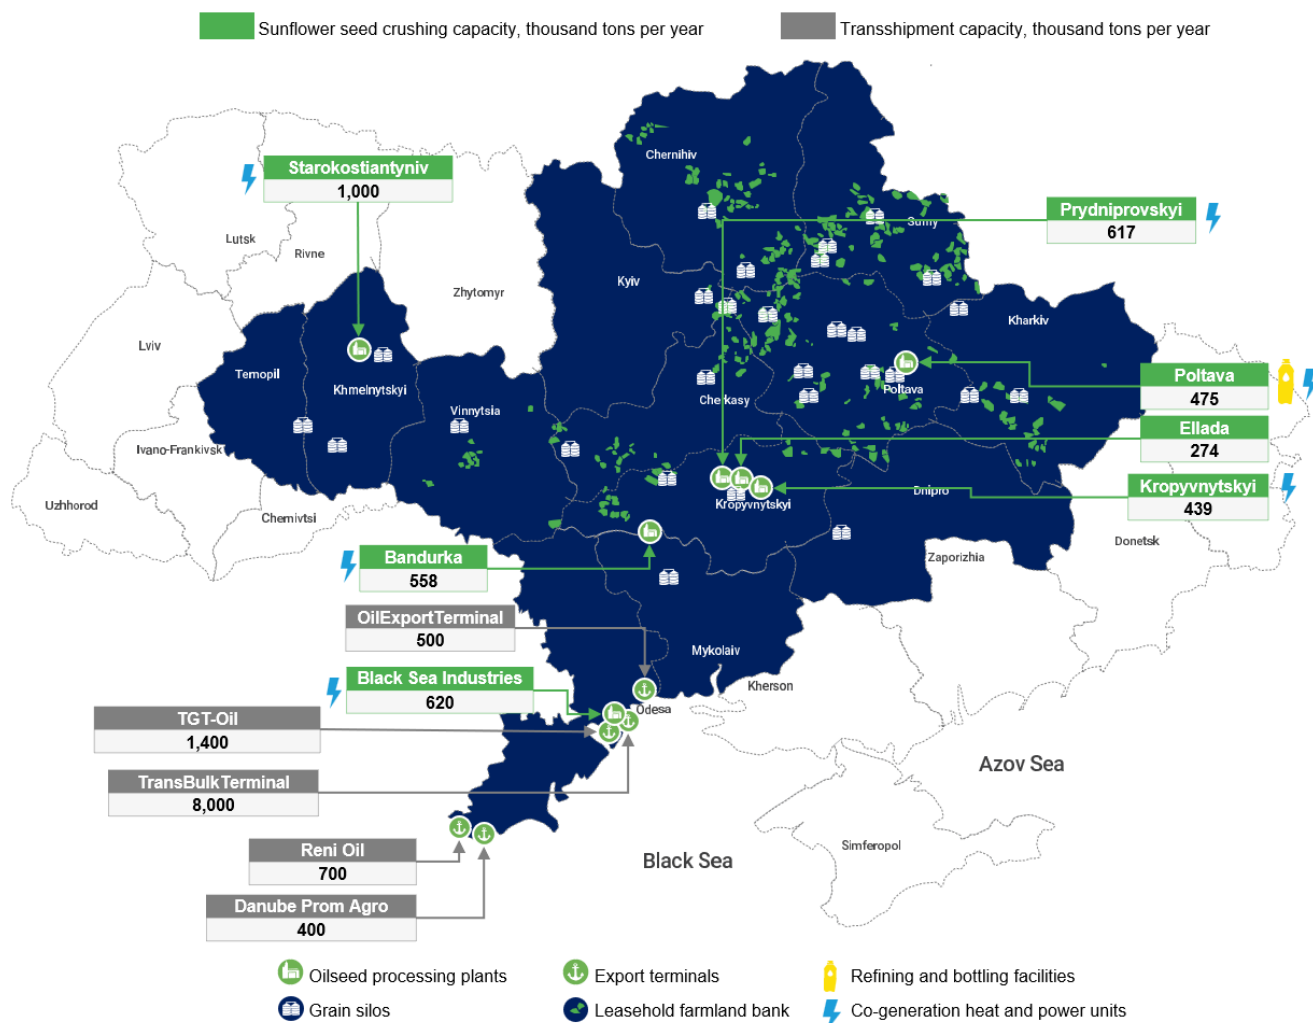 Sunflower seed crushing capacity, thousand tons per year
Transshipment capacity, thousand tons per year
Chernihiv
Starokostiantyniv
1,000
Prydniprovskyi
617
Sumy
Lutsk
Rivne
Kyiv
Zhytomyr
Kharkiv
Lviv
Temopil
Khmelnytskyi
Poltava
475
Vinnytsia
Cherkasy
Poltava
Ellada
274
Ivano-Frankivsk
Kropyvnytskyi
439
Dnipro
Kropyvnytskyi
Uzhhorod
Chemivtsi
Donetsk
Bandurka
558
Zaporizhia
OilExportTerminal
500
Mykolaiv
Black Sea Industries
620
Kherson
Odesa
TGT-Oil
1,400
Azov Sea
TransBulkTerminal
8,000
Reni Oil
700
Black Sea
Simferopol
Danube Prom Agro
400
Oilseed processing plants
Export terminals
Refining and bottling facilities
Grain silos
Leasehold farmland bank
Co-generation heat and power units